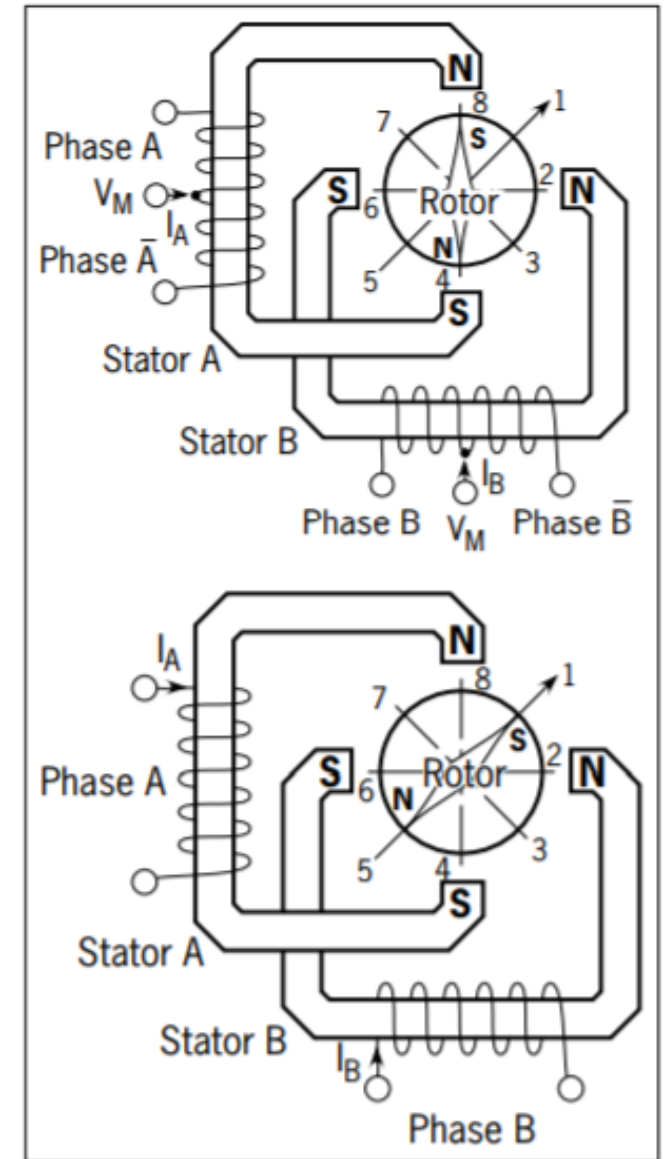 N
8
1
7
S
Phase A
V_M
I_A
S
6
Rotor
2
N
N
Phase A̅
5
4
3
S
Stator A
Stator B
I_B
Phase B
V_M
Phase B̅
N
I_A
8
1
7
S
Phase A
S
6
Rotor
2
N
N
5
4
3
S
Stator A
Stator B
I_B
Phase B